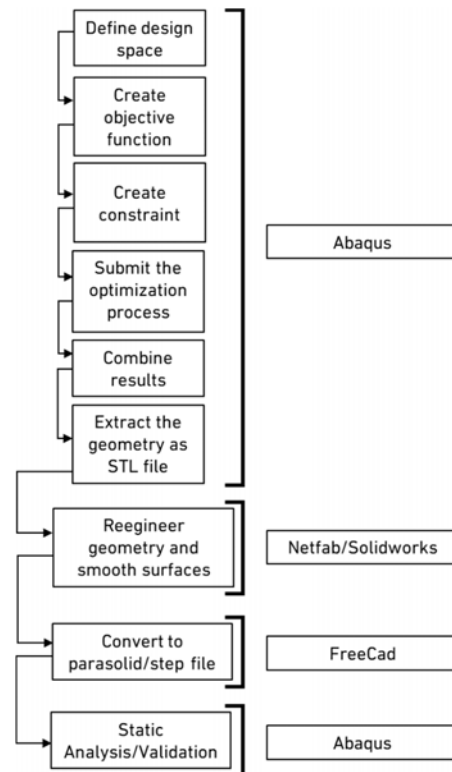 Define design
space
Create
objective
function
Create
constraint
Abaqus
Submit the
optimization
process
Combine
results
Extract the
geometry as
STL file
Reegineer
geometry and
smooth surfaces
Netfab/Solidworks
Convert to
parasolid/step file
FreeCad
Static
Analysis/Validation
Abaqus